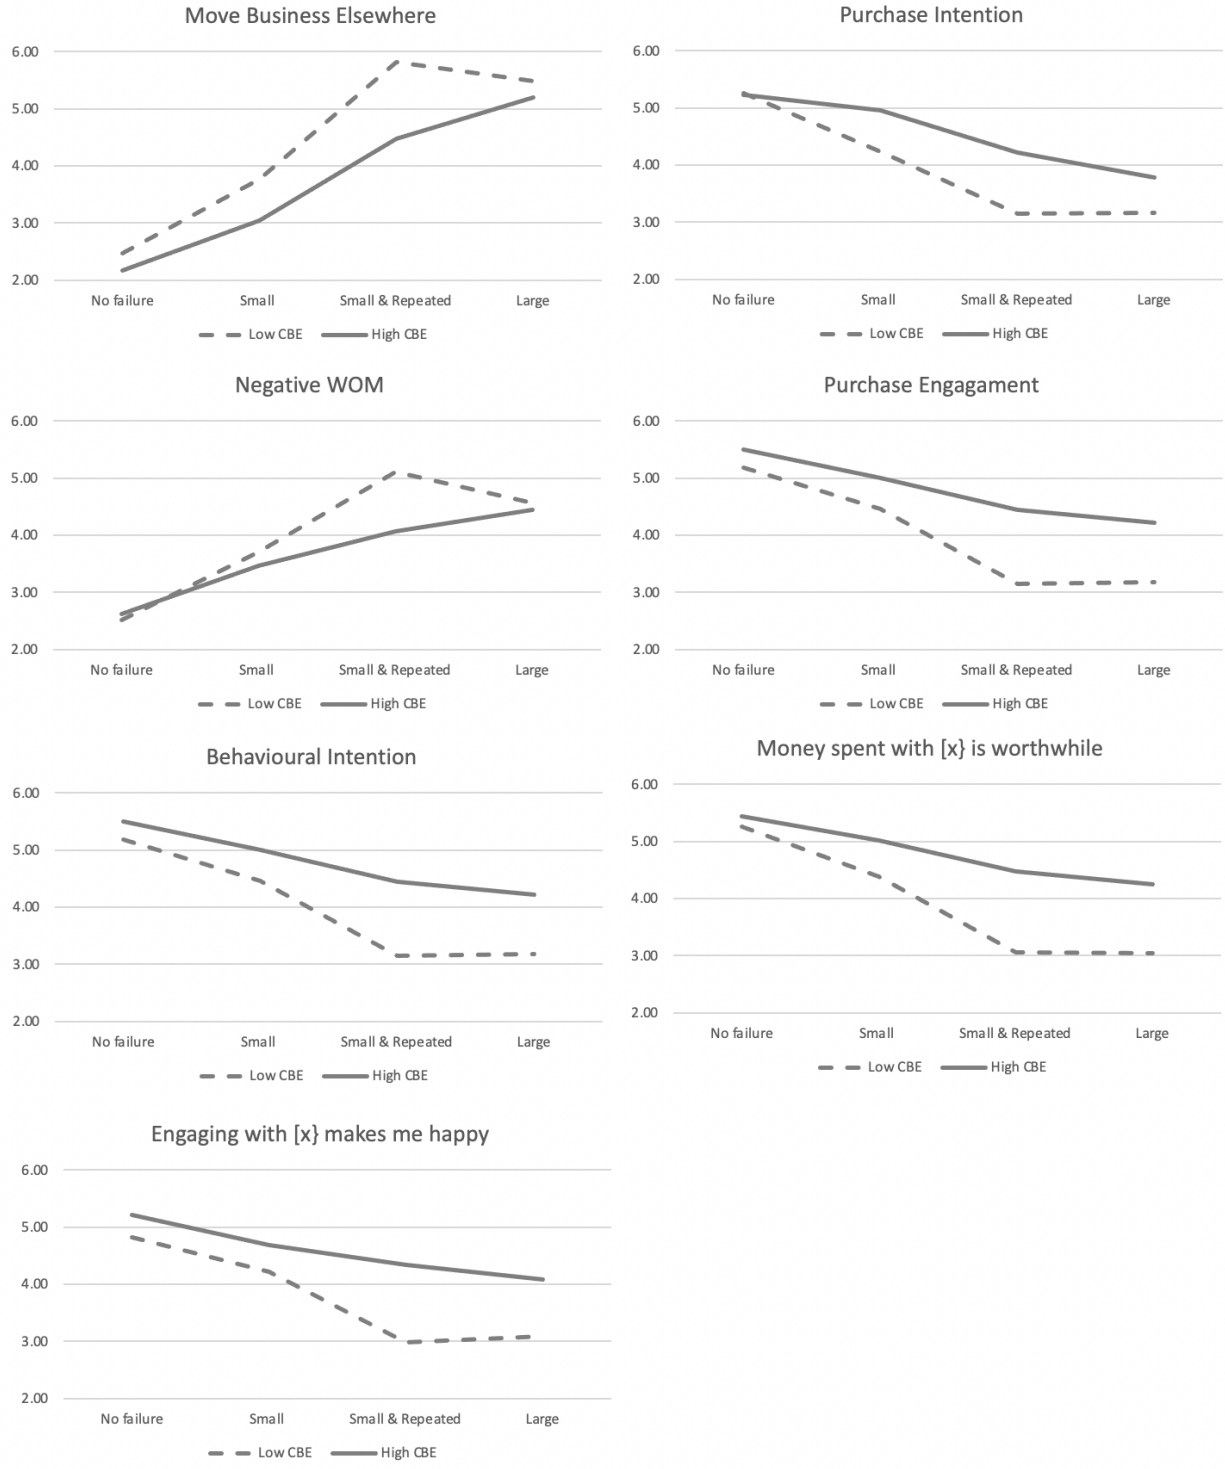 Move Business Elsewhere
6.00
5.00
4.00
3.00
2.00
No failure Small Small & Repeated Large
Low CBE High CBE
Purchase Intention
6.00
5.00
4.00
3.00
2.00
No failure Small Small & Repeated Large
Low CBE High CBE
Negative WOM
6.00
5.00
4.00
3.00
2.00
No failure Small Small & Repeated Large
Low CBE High CBE
Purchase Engagament
6.00
5.00
4.00
3.00
2.00
No failure Small Small & Repeated Large
Low CBE High CBE
Behavioural Intention
6.00
5.00
4.00
3.00
2.00
No failure Small Small & Repeated Large
Low CBE High CBE
Money spent with [x} is worthwhile
6.00
5.00
4.00
3.00
2.00
No failure Small Small & Repeated Large
Low CBE High CBE
Engaging with [x} makes me happy
6.00
5.00
4.00
3.00
2.00
No failure Small Small & Repeated Large
Low CBE High CBE